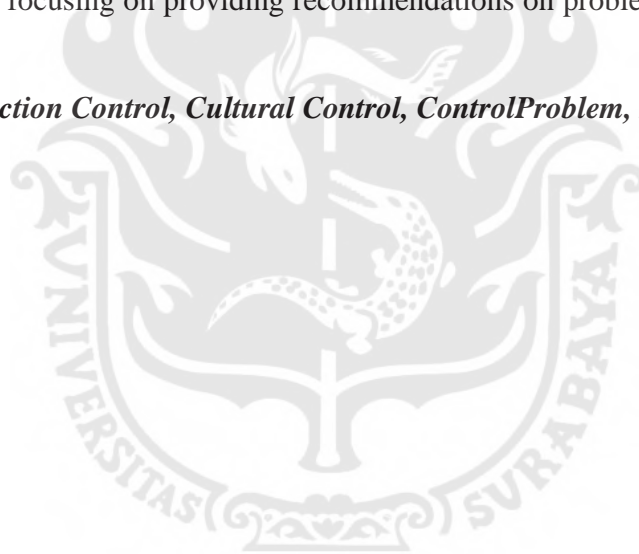 focusing on providing recommendations on proble
ction Control, Cultural Control, ControlProblem,
UNIVERSITAS SURABAYA